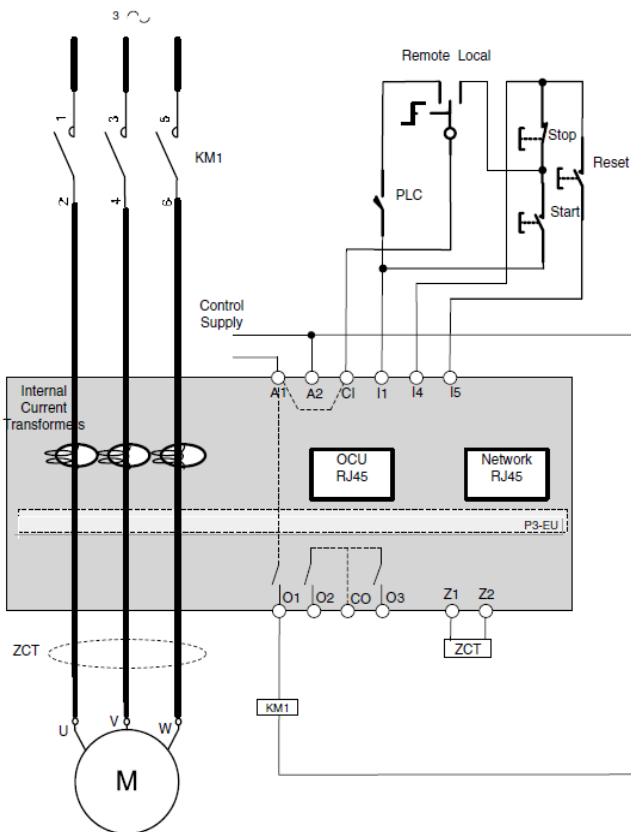 3
Remote Local
1
3
5
KM1
2
4
6
Stop
Reset
PLC
Start
Control
Supply
A1
A2
CI
I1
I4
I5
Internal
Current
Transformers
OCU
RJ45
Network
RJ45
P3-EU
O1
O2
CO
O3
Z1
Z2
ZCT
ZCT
KM1
U
V
W
M